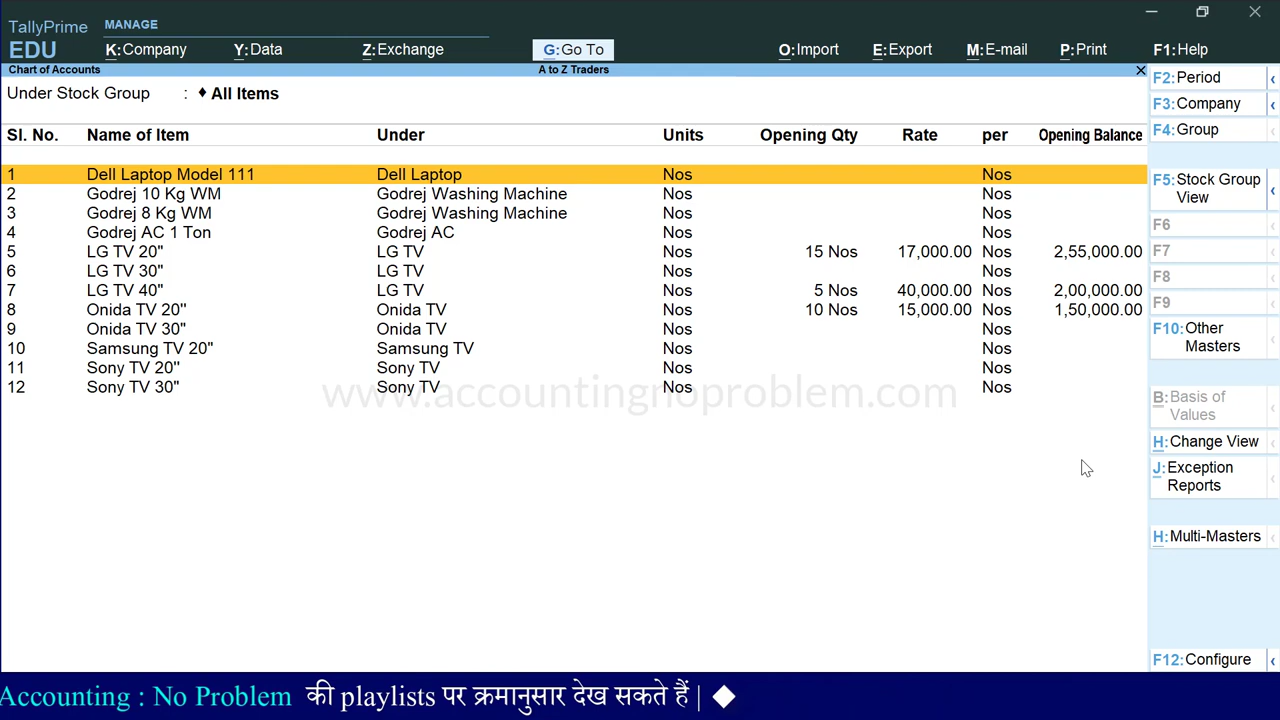 TallyPrime MANAGE
EDU K:Company Y:Data Z:Exchange G:Go To O:Import E:Export M:E-mail P:Print F1:Help
Chart of Accounts A to Z Traders
Under Stock Group : ♦ All Items
Sl. No. Name of Item Under Units Opening Qty Rate per Opening Balance
1 Dell Laptop Model 111 Dell Laptop Nos Nos
2 Godrej 10 Kg WM Godrej Washing Machine Nos Nos
3 Godrej 8 Kg WM Godrej Washing Machine Nos Nos
4 Godrej AC 1 Ton Godrej AC Nos Nos
5 LG TV 20" LG TV Nos 15 Nos 17,000.00 Nos 2,55,000.00
6 LG TV 30" LG TV Nos Nos
7 LG TV 40" LG TV Nos 5 Nos 40,000.00 Nos 2,00,000.00
8 Onida TV 20" Onida TV Nos 10 Nos 15,000.00 Nos 1,50,000.00
9 Onida TV 30" Onida TV Nos Nos
10 Samsung TV 20" Samsung TV Nos Nos
11 Sony TV 20" Sony TV Nos Nos
12 Sony TV 30" Sony TV Nos Nos
www.accountingnoproblem.com
F2:Period
F3:Company
F4:Group
F5:Stock Group
View
F6
F7
F8
F9
F10:Other
Masters
B:Basis of
Values
H:Change View
J:Exception
Reports
H:Multi-Masters
F12:Configure
Accounting : No Problem की playlists पर क्रमानुसार देख सकते हैं | ◆